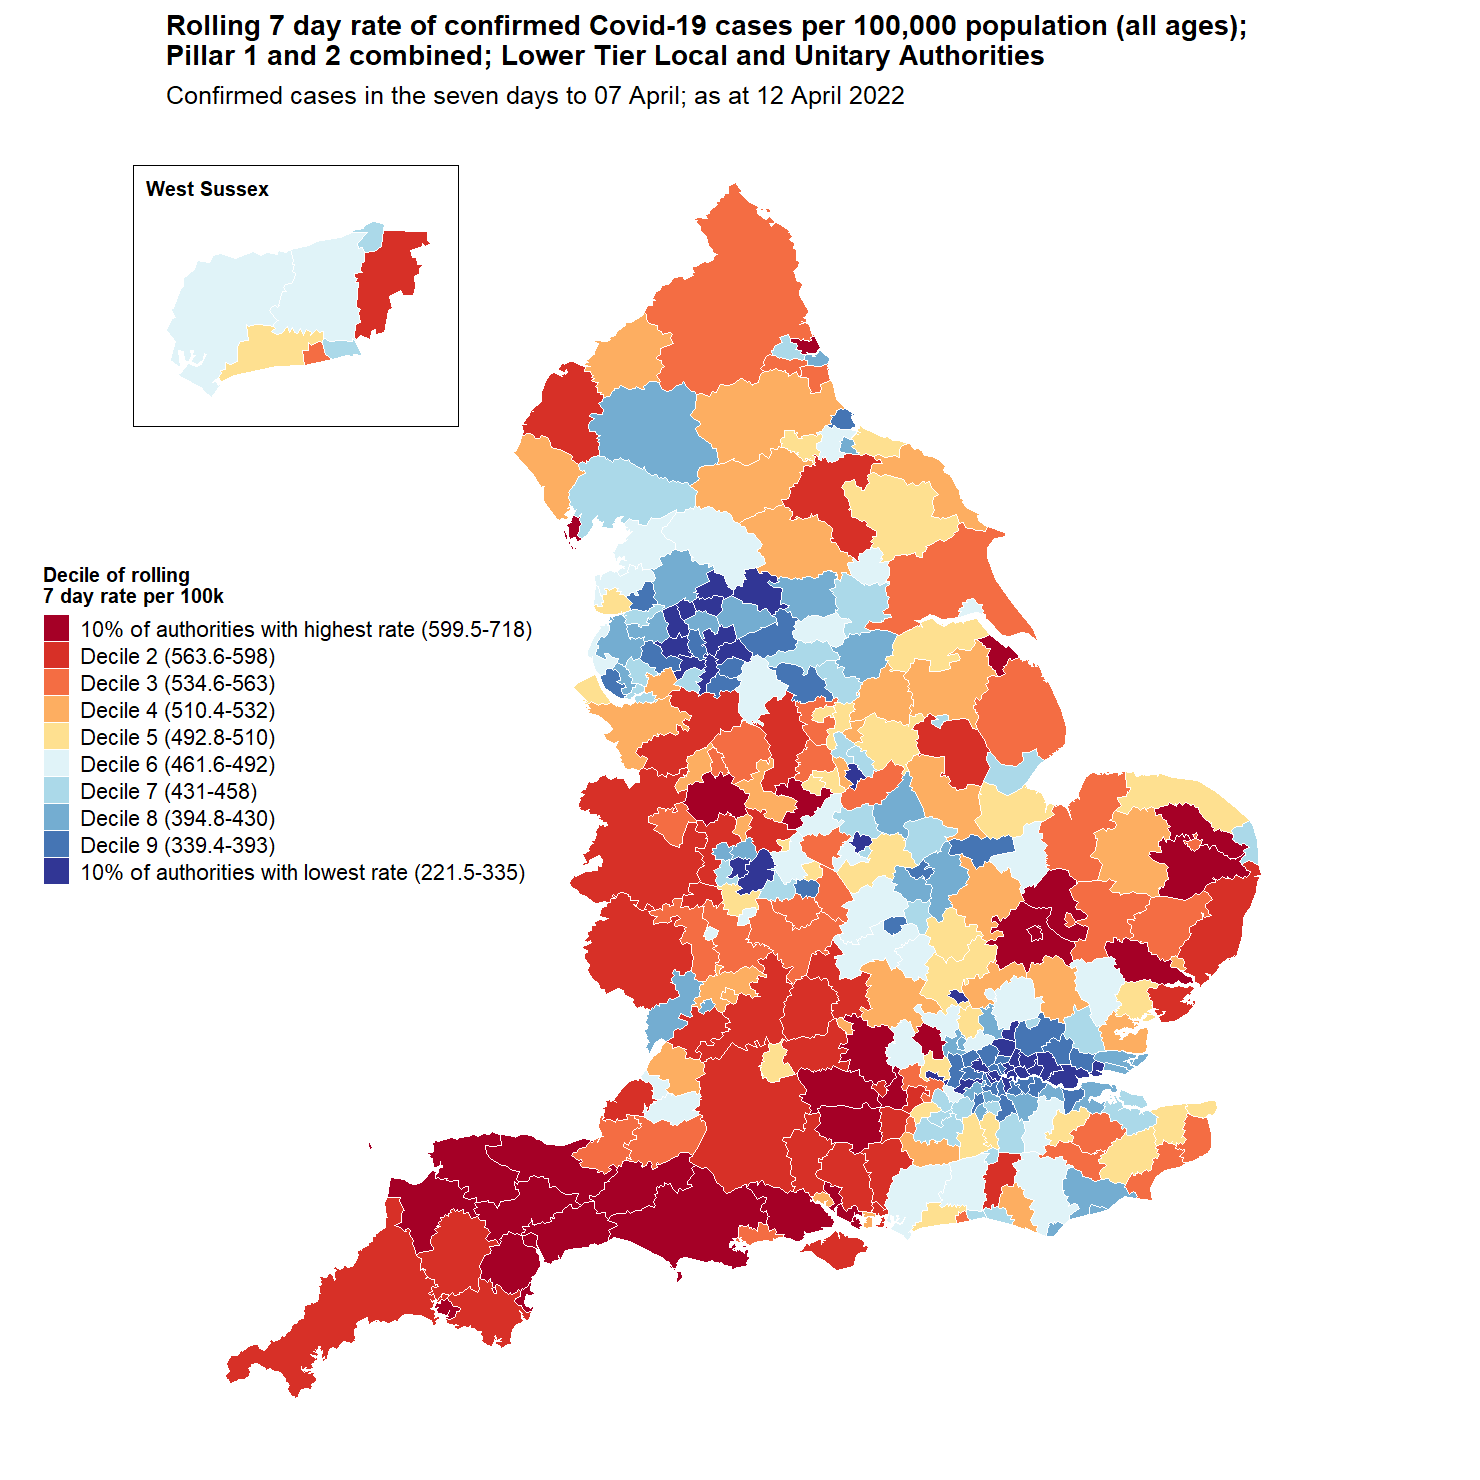 Rolling 7 day rate of confirmed Covid-19 cases per 100,000 population (all ages);
Pillar 1 and 2 combined; Lower Tier Local and Unitary Authorities
Confirmed cases in the seven days to 07 April; as at 12 April 2022
West Sussex
Decile of rolling
7 day rate per 100k
10% of authorities with highest rate (599.5-718)
Decile 2 (563.6-598)
Decile 3 (534.6-563)
Decile 4 (510.4-532)
Decile 5 (492.8-510)
Decile 6 (461.6-492)
Decile 7 (431-458)
Decile 8 (394.8-430)
Decile 9 (339.4-393)
10% of authorities with lowest rate (221.5-335)